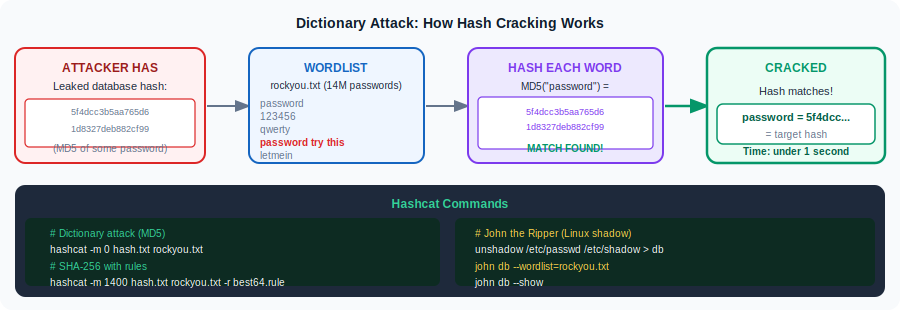 Dictionary Attack: How Hash Cracking Works
ATTACKER HAS
Leaked database hash:
5f4dcc3b5aa765d6
1d8327deb882cf99
(MD5 of some password)
WORDLIST
rockyou.txt (14M passwords)
password
123456
qwerty
password try this
letmein
HASH EACH WORD
MD5("password") =
5f4dcc3b5aa765d6
1d8327deb882cf99
MATCH FOUND!
CRACKED
Hash matches!
password = 5f4dcc...
= target hash
Time: under 1 second
Hashcat Commands
# Dictionary attack (MD5)
hashcat -m 0 hash.txt rockyou.txt
# SHA-256 with rules
hashcat -m 1400 hash.txt rockyou.txt -r best64.rule
# John the Ripper (Linux shadow)
unshadow /etc/passwd /etc/shadow > db
john db --wordlist=rockyou.txt
john db --show